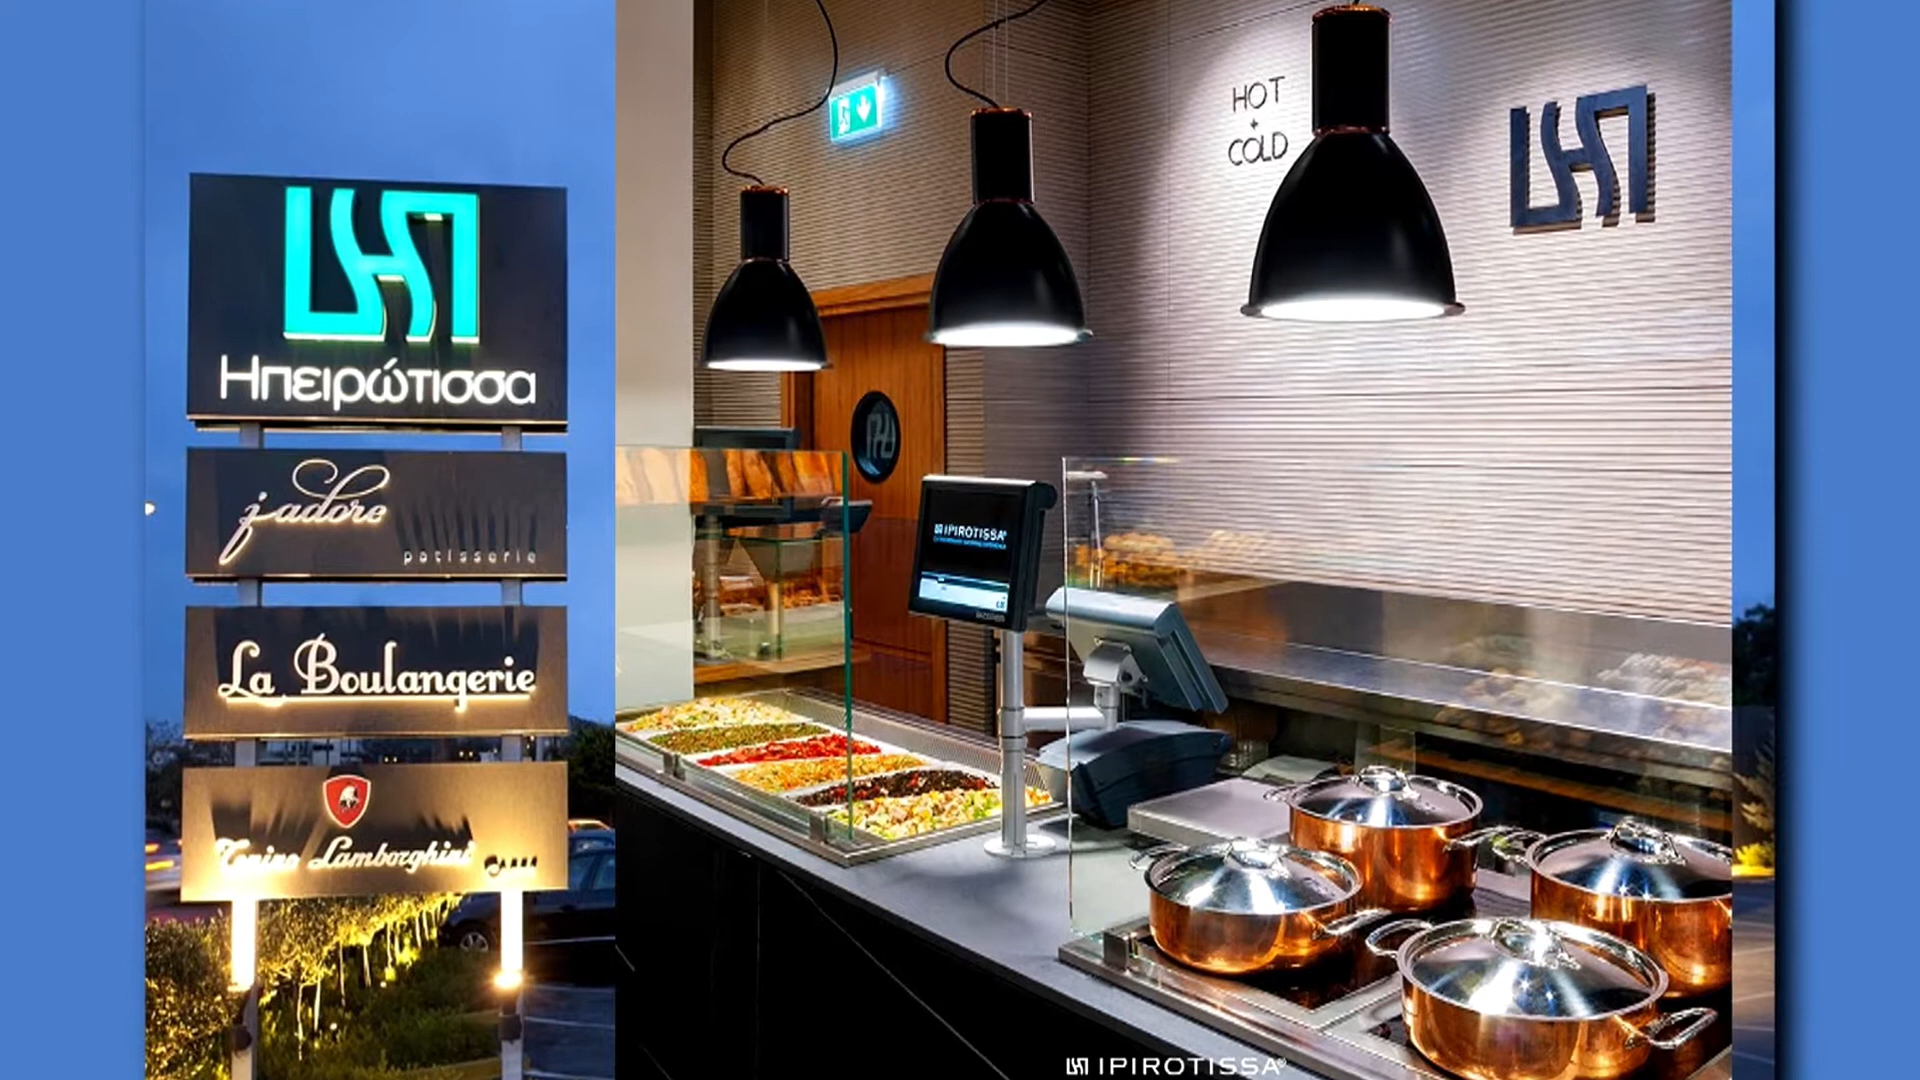 Ηπειρώτισσα
j'adore
patisserie
La Boulangerie
Tonino Lamborghini
HOT
+
COLD
IPIROTISSA®
IPIROTISSA®